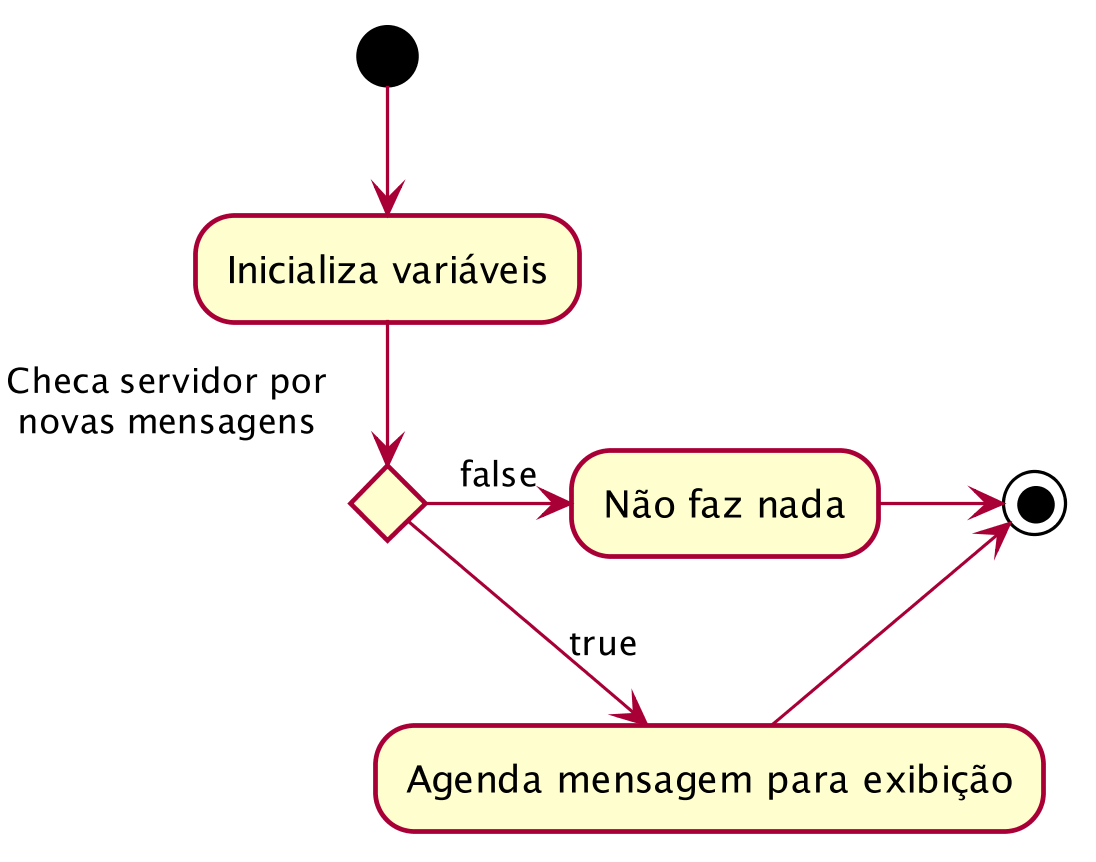 Inicializa variáveis
Checa servidor por
novas mensagens
false
Não faz nada
true
Agenda mensagem para exibição